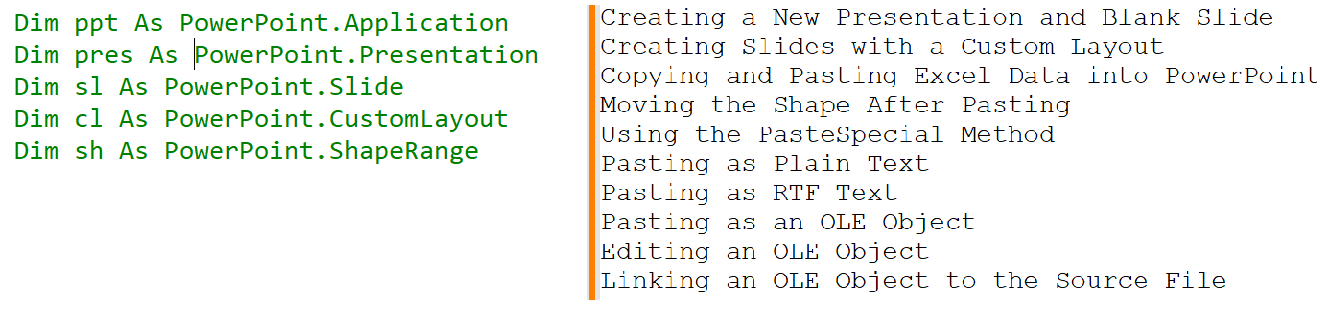 Dim ppt As PowerPoint.Application
Dim pres As PowerPoint.Presentation
Dim sl As PowerPoint.Slide
Dim cl As PowerPoint.CustomLayout
Dim sh As PowerPoint.ShapeRange
Creating a New Presentation and Blank Slide
Creating Slides with a Custom Layout
Copying and Pasting Excel Data into PowerPoint
Moving the Shape After Pasting
Using the PasteSpecial Method
Pasting as Plain Text
Pasting as RTF Text
Pasting as an OLE Object
Editing an OLE Object
Linking an OLE Object to the Source File